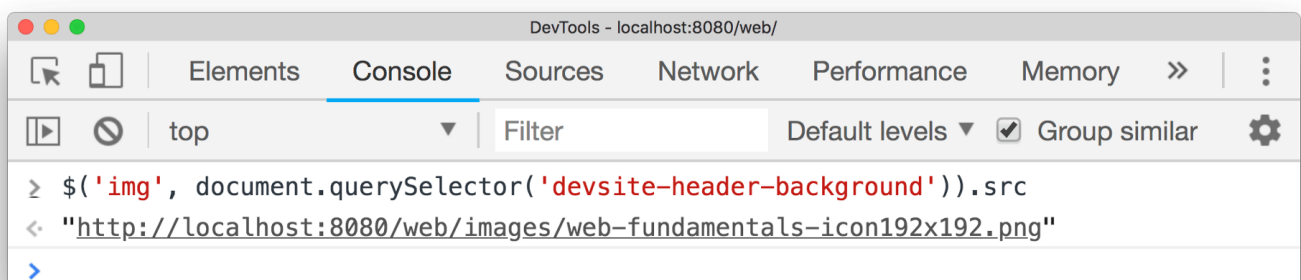 DevTools - localhost:8080/web/
Elements Console Sources Network Performance Memory »
top ▼ Filter Default levels ▼ Group similar
> $('img', document.querySelector('devsite-header-background')).src
"http://localhost:8080/web/images/web-fundamentals-icon192x192.png"
>